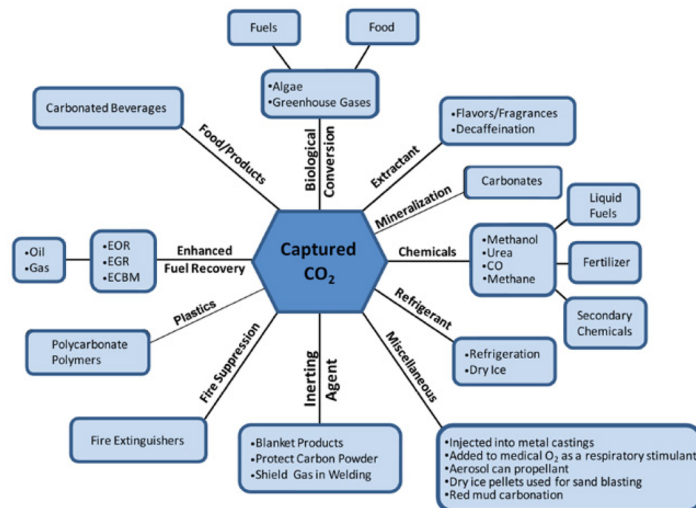 Fuels
Food
•Algae
•Greenhouse Gases
Carbonated Beverages
•Flavors/Fragrances
•Decaffeination
Food/Products
Biological
Conversion
Extractant
Mineralization
Carbonates
Liquid
Fuels
•Oil
•Gas
•EOR
•EGR
•ECBM
Enhanced
Fuel Recovery
Captured
CO₂
Chemicals
•Methanol
•Urea
•CO
•Methane
Fertilizer
Secondary
Chemicals
Plastics
Polycarbonate
Polymers
Fire Suppression
Inerting
Agent
Refrigerant
Miscellaneous
•Refrigeration
•Dry Ice
Fire Extinguishers
•Blanket Products
•Protect Carbon Powder
•Shield Gas in Welding
•Injected into metal castings
•Added to medical O₂ as a respiratory stimulant
•Aerosol can propellant
•Dry ice pellets used for sand blasting
•Red mud carbonation